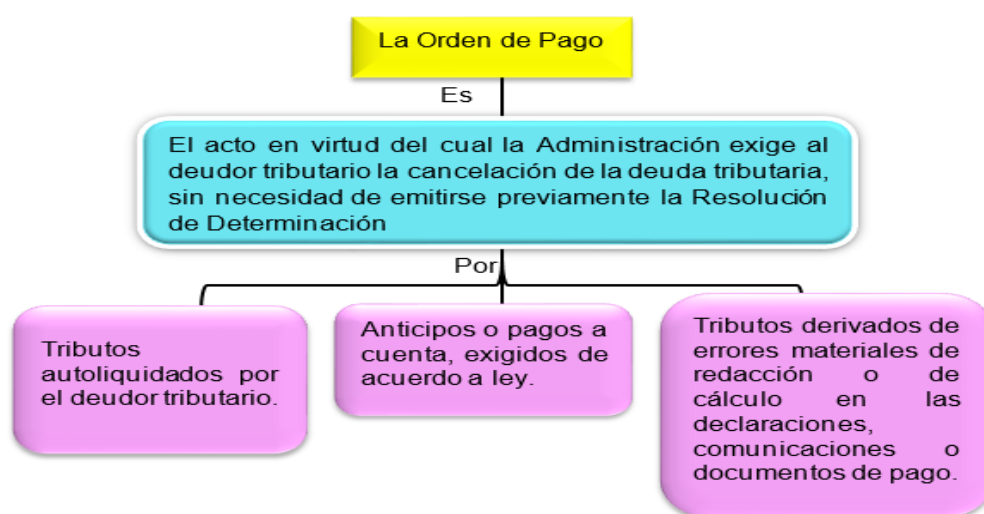 La Orden de Pago
Es
El acto en virtud del cual la Administración exige al
deudor tributario la cancelación de la deuda tributaria,
sin necesidad de emitirse previamente la Resolución
de Determinación
Por
Tributos
autoliquidados por
el deudor tributario.
Anticipos o pagos a
cuenta, exigidos de
acuerdo a ley.
Tributos derivados de
errores materiales de
redacción o de
cálculo en las
declaraciones,
comunicaciones o
documentos de pago.